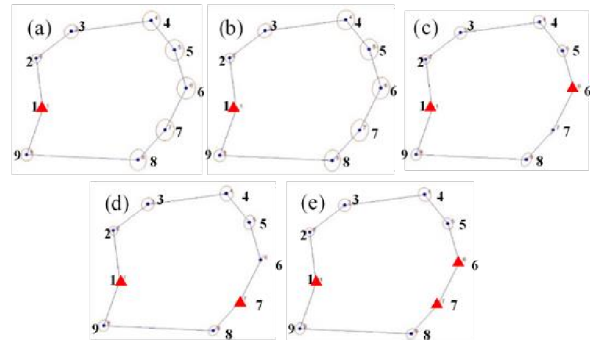 (a) 3 4 5 2 6 1 7 9 8
(b) 3 4 5 2 6 1 7 9 8
(c) 3 4 5 2 6 1 7 9 8
(d) 3 4 5 2 6 1 7 9 8
(e) 3 4 5 2 6 1 7 9 8